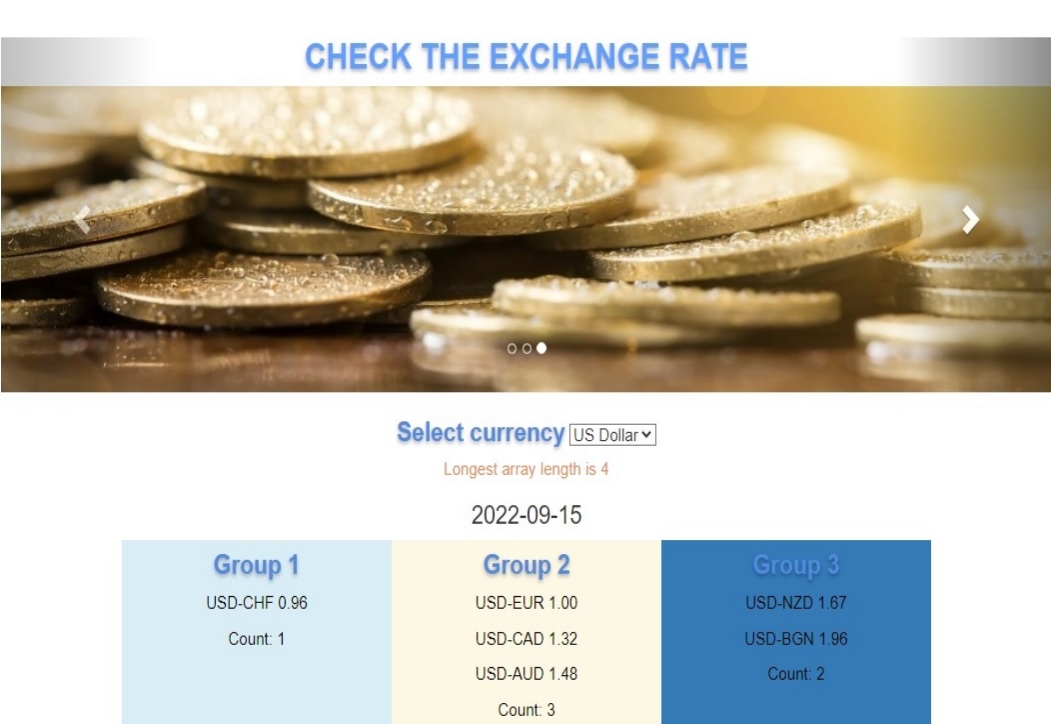 CHECK THE EXCHANGE RATE
Select currency US Dollar
Longest array length is 4
2022-09-15
Group 1
USD-CHF 0.96
Count: 1
Group 2
USD-EUR 1.00
USD-CAD 1.32
USD-AUD 1.48
Count: 3
Group 3
USD-NZD 1.67
USD-BGN 1.96
Count: 2